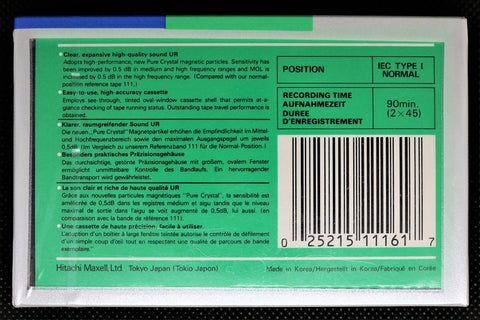 • Clear, expansive high-quality sound UR
Adopts high-performance, new Pure Crystal magnetic particles. Sensitivity has
been improved by 0.5 dB in medium and high frequency ranges and MOL is
increased to 0.5 dB in the high frequency range. (Compared with our normal-
position reference tape 111.)
• Easy-to-use, high-accuracy cassette
Employs see through, tinted oval-window cassette shell that permits at-a-
glance checking of tape running status. Outstanding tape travel performance is
obtained.
• Klarer, raumgreifender Sound UR
Die neuen „Pure Crystal" Magnetpartikel erhöhen die Empfindlichkeit im Mittel-
und Hochfrequenzbereich sowie den maximalen Ausgangspegel um jeweils
0,5dB (Im Vergleich zu unserem Referenzband 111 für die Normal-Position.)
• Besonders praktisches Präzisionsgehäuse
Das durchsichtige, getönte Präzisionsgehäuse mit großem, ovalem Fenster
ermöglicht unmittelbare Kontrolle des Bandlaufs. Ein hervorragender
Bandtransport wird gewährleistet.
• La son clair et riche de haute qualité UR
Grâce aux nouvelles particules magnétiques "Pure Crystal", la sensibilité est
améliorée de 0,5dB dans les registres médium et aigu tandis que le niveau
maximal de sortie dans l'aigu se voit augmenté de 0,5dB, lui aussi. (en
comparaison avec la bande de référence 111).
• Une cassette de haute précision, facile à utiliser.
L'adoption d'un boîtier à large fenêtre teintée autorise le contrôle de défilement
d'un simple coup d'œil tout en respectant une qualité de parcours de bande
exemplaire.
Hitachi Maxell, Ltd. Tokyo Japan (Tokio Japon)
POSITION
IEC TYPE I
NORMAL
RECORDING TIME
AUFNAHMEZEIT
DUREE
D'ENREGISTREMENT
90min.
(2×45)
0 25215 11161 7
Made in Korea/Hergestellt in Korea/Fabriqué en Corée